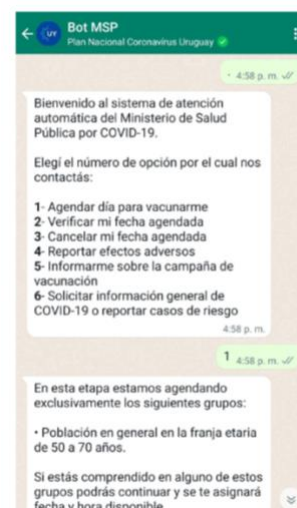 Bot MSP
UY
Plan Nacional Coronavirus Uruguay
4:58 p. m.
Bienvenido al sistema de atención
automática del Ministerio de Salud
Pública por COVID-19.
Elegí el número de opción por el cual nos
contactás:
1- Agendar día para vacunarme
2- Verificar mi fecha agendada
3- Cancelar mi fecha agendada
4- Reportar efectos adversos
5- Informarme sobre la campaña de
vacunación
6- Solicitar información general de
COVID-19 o reportar casos de riesgo
4:58 p. m.
1 4:58 p. m.
En esta etapa estamos agendando
exclusivamente los siguientes grupos:
• Población en general en la franja etaria
de 50 a 70 años.
Si estás comprendido en alguno de estos
grupos podrás continuar y se te asignará
fecha y hora disponible